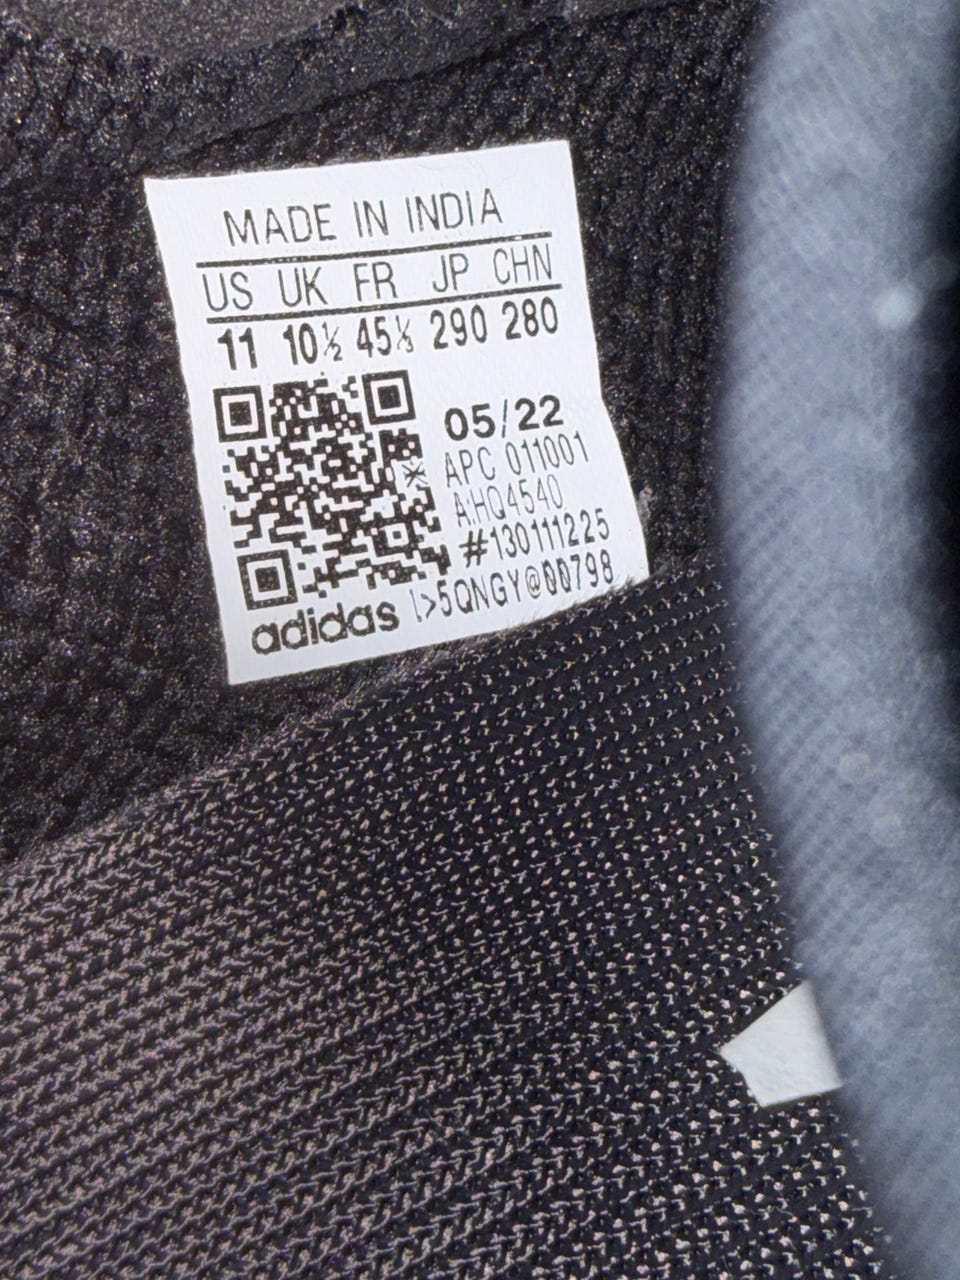 MADE IN INDIA
US UK FR JP CHN
11 10½ 45⅓ 290 280
05/22
APC 011001
A:HQ4540
#130111225
adidas
5QNGY@00798